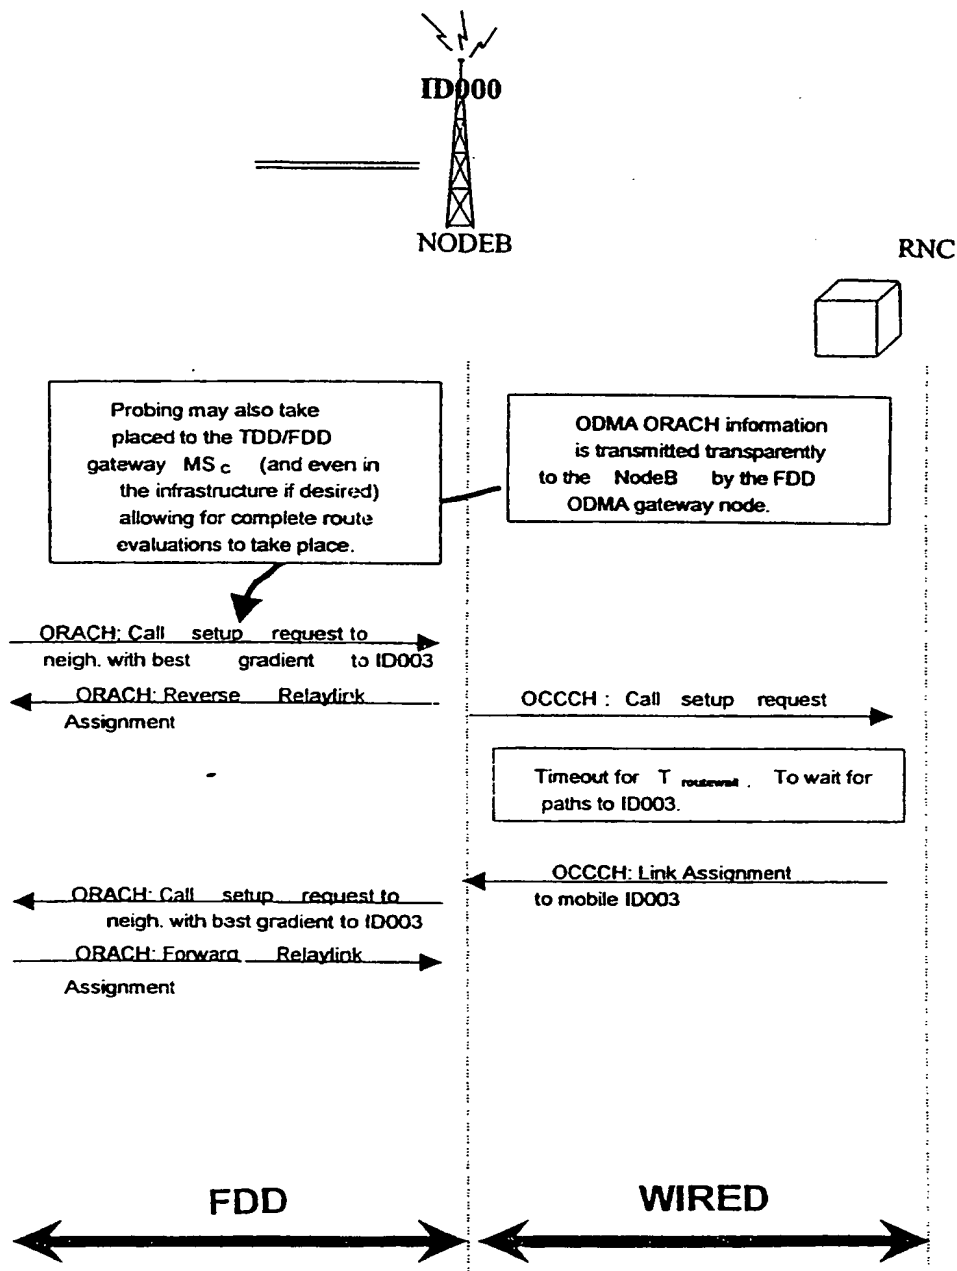 ID000
NODEB
RNC
Probing may also take
placed to the TDD/FDD
gateway MS C (and even in
the infrastructure if desired)
allowing for complete route
evaluations to take place.
ODMA ORACH information
is transmitted transparently
to the NodeB by the FDD
ODMA gateway node.
ORACH: Call setup request to
neigh. with best gradient to ID003
ORACH: Reverse Relaylink
Assignment
OCCCH : Call setup request
Timeout for T routewait . To wait for
paths to ID003.
OCCCH: Link Assignment
to mobile ID003
ORACH: Call setup request to
neigh. with best gradient to ID003
ORACH: Forward Relaylink
Assignment
FDD
WIRED